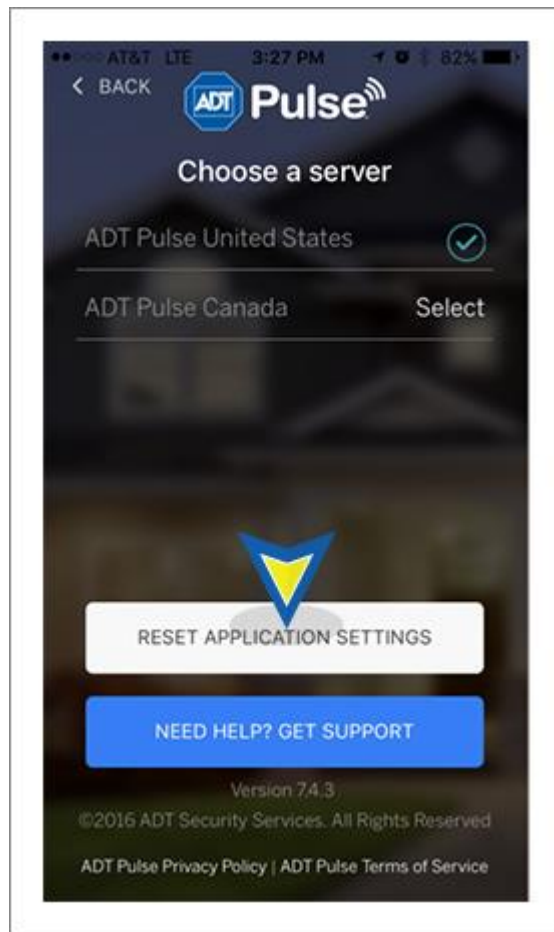 AT&T LTE 3:27 PM 82%
BACK
ADT Pulse
Choose a server
ADT Pulse United States
ADT Pulse Canada Select
RESET APPLICATION SETTINGS
NEED HELP? GET SUPPORT
Version 7.4.3
©2016 ADT Security Services. All Rights Reserved
ADT Pulse Privacy Policy | ADT Pulse Terms of Service